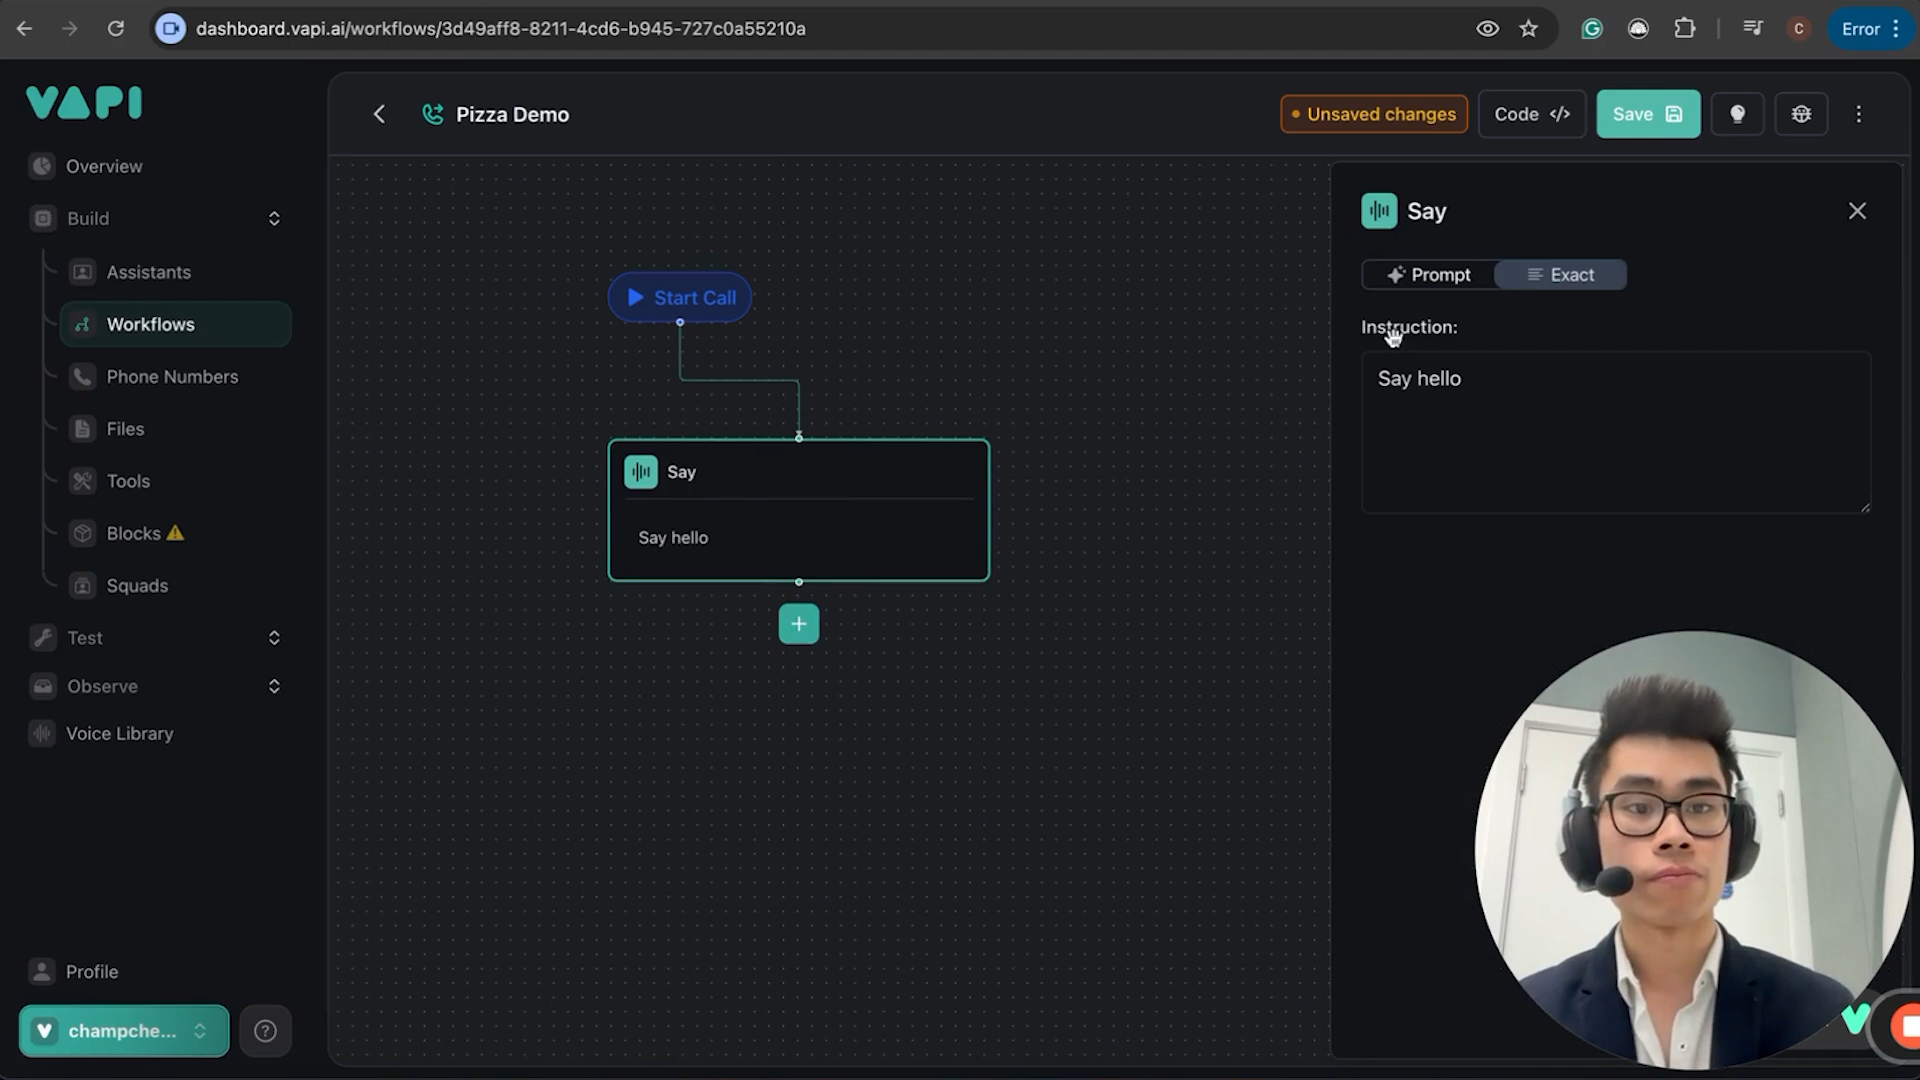 dashboard.vapi.ai/workflows/3d49aff8-8211-4cd6-b945-727c0a55210a
C
Error
VAPI
Pizza Demo
Unsaved changes
Code </>
Save
Overview
Build
Assistants
Workflows
Phone Numbers
Files
Tools
Blocks
Squads
Test
Observe
Voice Library
Profile
champche...
Start Call
Say
Say hello
Say
Prompt
Exact
Instruction:
Say hello